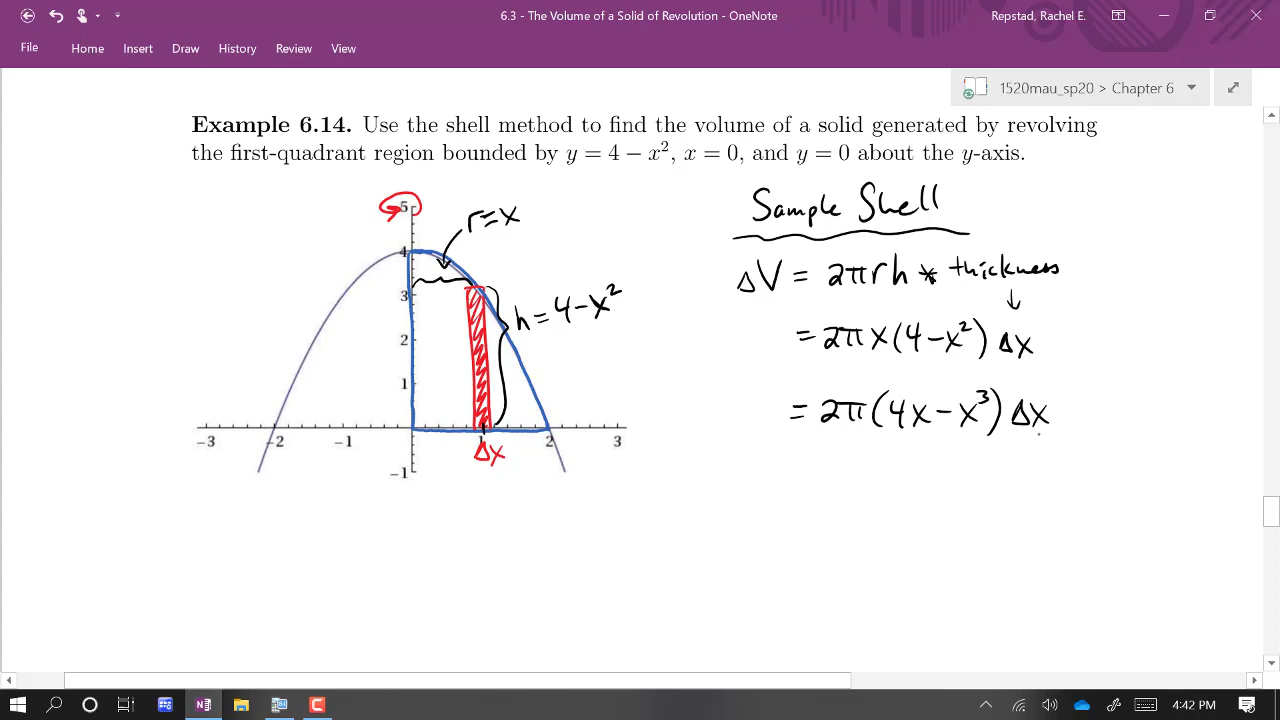 6.3 - The Volume of a Solid of Revolution - OneNote
Repstad, Rachel E.
File Home Insert Draw History Review View
1520mau_sp20 > Chapter 6
Example 6.14. Use the shell method to find the volume of a solid generated by revolving
the first-quadrant region bounded by y = 4 − x², x = 0, and y = 0 about the y-axis.
Sample Shell
ΔV = 2πrh * thickness
↓
= 2πx(4−x²) Δx
= 2π(4x−x³) Δx
5
r=x
4
3
h=4−x²
2
1
−3 −2 −1 1 2 3
Δx
−1
4:42 PM